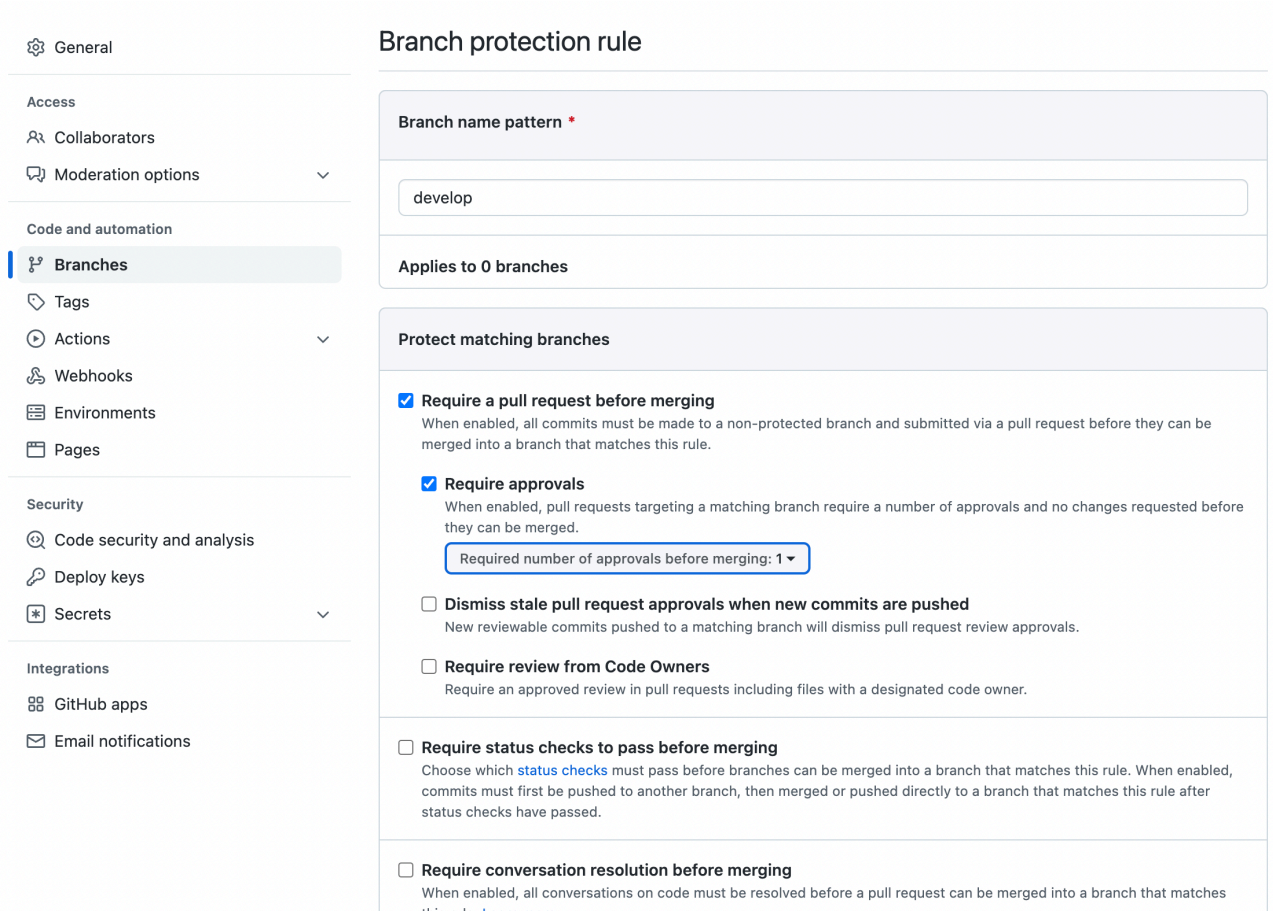 General
Access
Collaborators
Moderation options
Code and automation
Branches
Tags
Actions
Webhooks
Environments
Pages
Security
Code security and analysis
Deploy keys
Secrets
Integrations
GitHub apps
Email notifications
Branch protection rule
Branch name pattern *
develop
Applies to 0 branches
Protect matching branches
Require a pull request before merging
When enabled, all commits must be made to a non-protected branch and submitted via a pull request before they can be
merged into a branch that matches this rule.
Require approvals
When enabled, pull requests targeting a matching branch require a number of approvals and no changes requested before
they can be merged.
Required number of approvals before merging: 1
Dismiss stale pull request approvals when new commits are pushed
New reviewable commits pushed to a matching branch will dismiss pull request review approvals.
Require review from Code Owners
Require an approved review in pull requests including files with a designated code owner.
Require status checks to pass before merging
Choose which status checks must pass before branches can be merged into a branch that matches this rule. When enabled,
commits must first be pushed to another branch, then merged or pushed directly to a branch that matches this rule after
status checks have passed.
Require conversation resolution before merging
When enabled, all conversations on code must be resolved before a pull request can be merged into a branch that matches